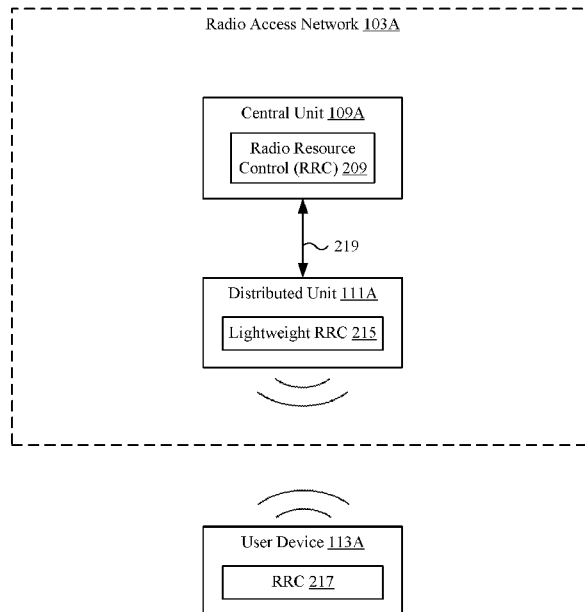 Radio Access Network 103A
Central Unit 109A
Radio Resource
Control (RRC) 209
219
Distributed Unit 111A
Lightweight RRC 215
User Device 113A
RRC 217